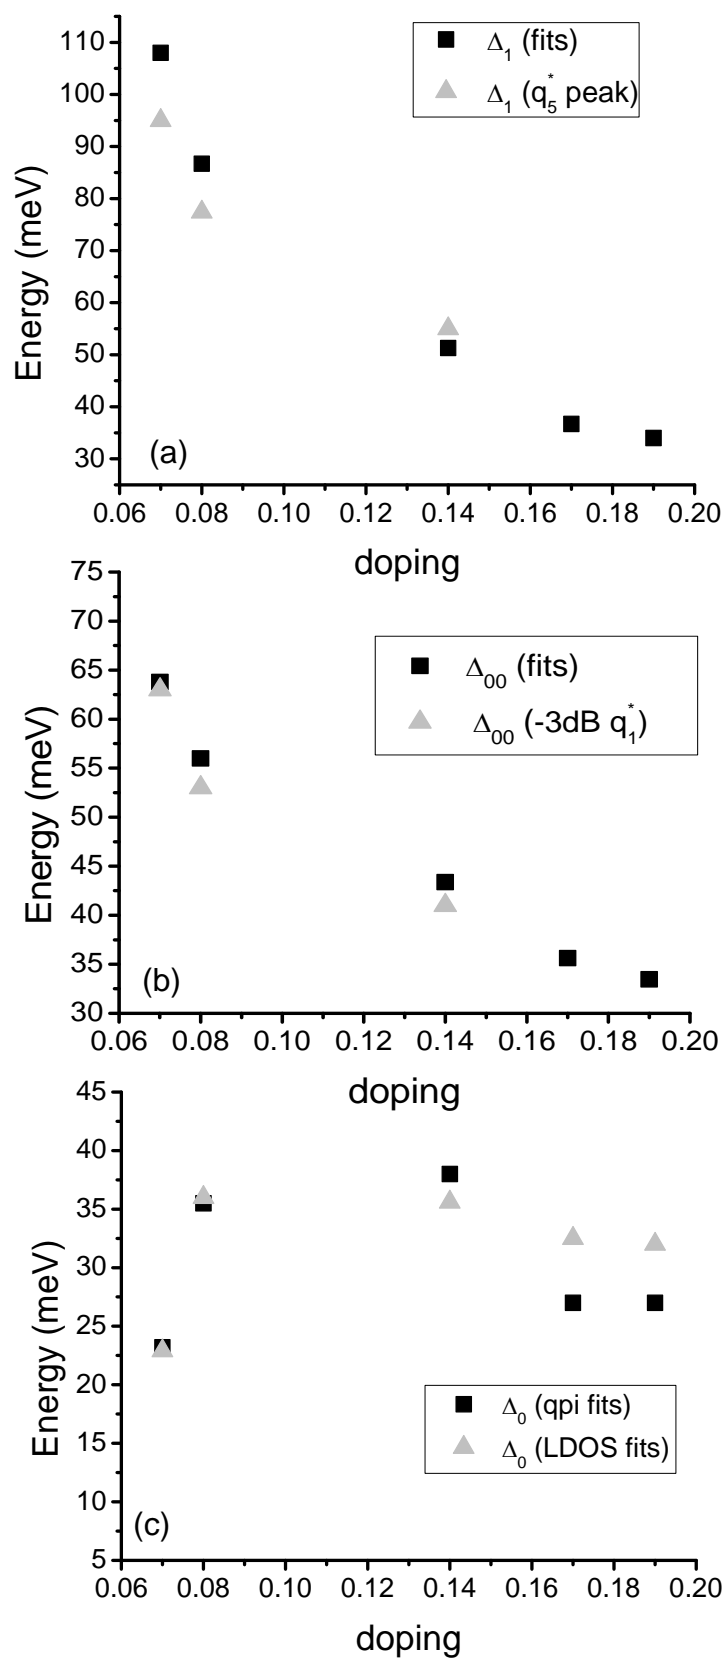 110
100
90
80
70
60
50
40
30
Energy (meV)
Δ₁ (fits)
Δ₁ (q₅* peak)
(a)
0.06 0.08 0.10 0.12 0.14 0.16 0.18 0.20
doping
75
70
65
60
55
50
45
40
35
30
Energy (meV)
Δ₀₀ (fits)
Δ₀₀ (-3dB q₁*)
(b)
0.06 0.08 0.10 0.12 0.14 0.16 0.18 0.20
doping
45
40
35
30
25
20
15
10
5
Energy (meV)
Δ₀ (qpi fits)
Δ₀ (LDOS fits)
(c)
0.06 0.08 0.10 0.12 0.14 0.16 0.18 0.20
doping